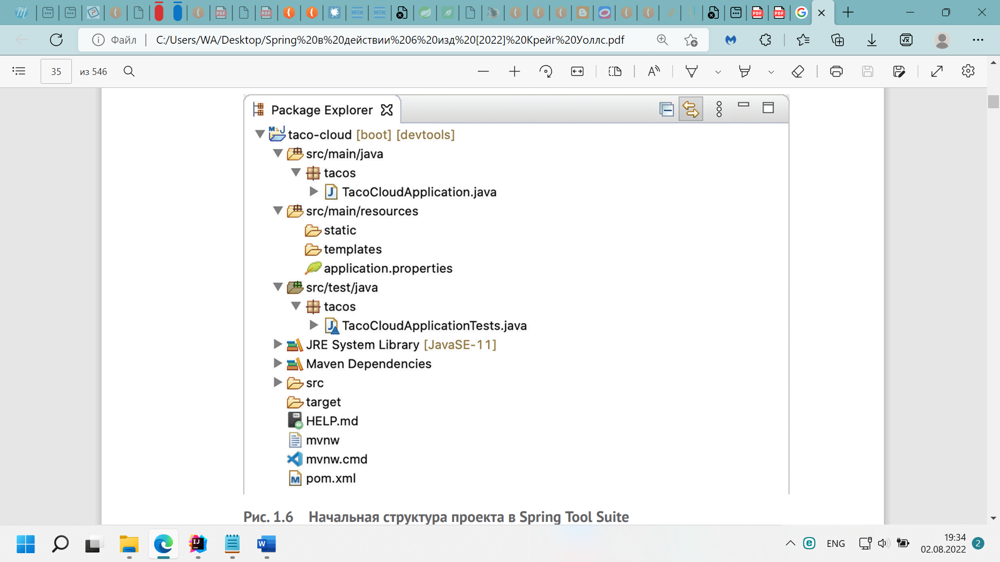 Файл
C:/Users/WA/Desktop/Spring%20в%20действии%206%20изд%20[2022]%20Крейг%20Уоллс.pdf
35 из 546
Package Explorer
taco-cloud [boot] [devtools]
src/main/java
tacos
TacoCloudApplication.java
src/main/resources
static
templates
application.properties
src/test/java
tacos
TacoCloudApplicationTests.java
JRE System Library [JavaSE-11]
Maven Dependencies
src
target
HELP.md
mvnw
mvnw.cmd
pom.xml
Рис. 1.6 Начальная структура проекта в Spring Tool Suite
ENG
19:34
02.08.2022
2